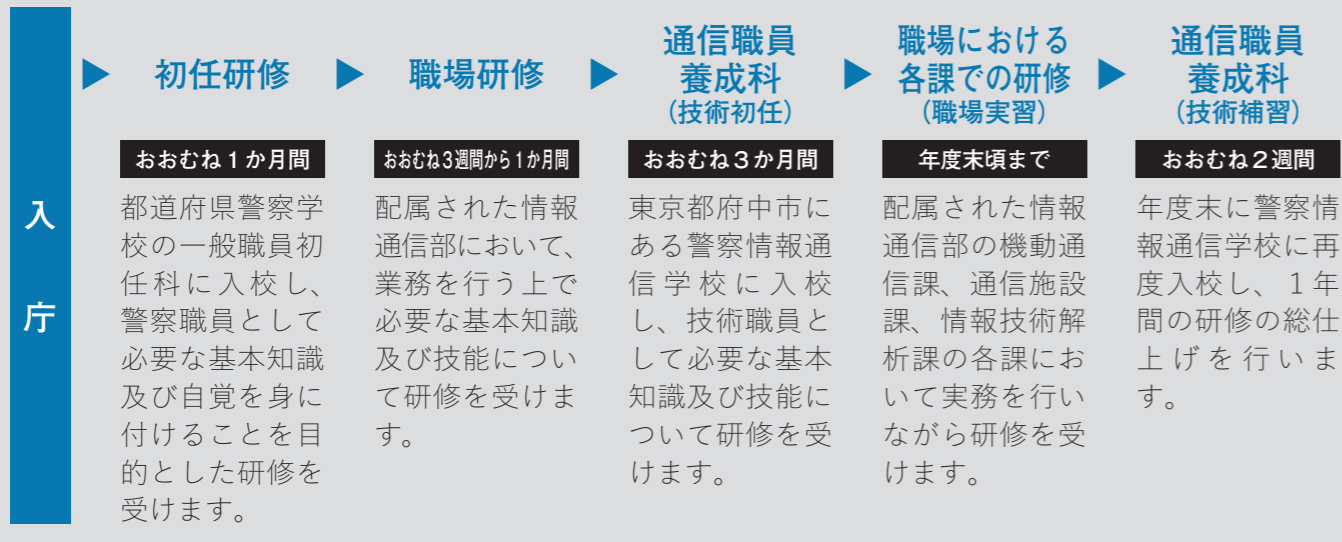 入庁
初任研修
おおむね1か月間
都道府県警察学
校の一般職員初
任科に入校し、
警察職員として
必要な基本知識
及び自覚を身に
付けることを目
的とした研修を
受けます。
職場研修
おおむね3週間から1か月間
配属された情報
通信部において、
業務を行う上で
必要な基本知識
及び技能につい
て研修を受けま
す。
通信職員
養成科
(技術初任)
おおむね3か月間
東京都府中市に
ある警察情報通
信学校に入校
し、技術職員と
して必要な基本
知識及び技能に
ついて研修を受
けます。
職場における
各課での研修
(職場実習)
年度末頃まで
配属された情報
通信部の機動通
信課、通信施設
課、情報技術解
析課の各課にお
いて実務を行い
ながら研修を受
けます。
通信職員
養成科
(技術補習)
おおむね2週間
年度末に警察情
報通信学校に再
度入校し、1年
間の研修の総仕
上げを行いま
す。